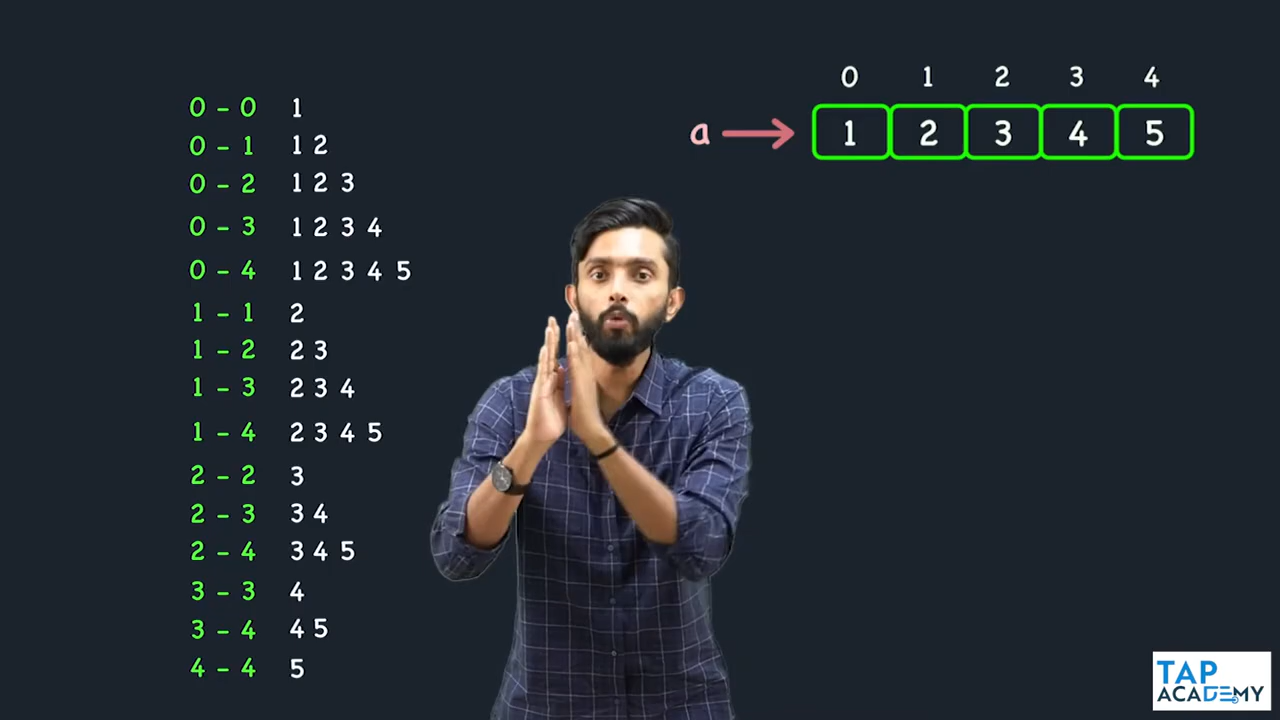 0 - 0 1
0 - 1 1 2
0 - 2 1 2 3
0 - 3 1 2 3 4
0 - 4 1 2 3 4 5
1 - 1 2
1 - 2 2 3
1 - 3 2 3 4
1 - 4 2 3 4 5
2 - 2 3
2 - 3 3 4
2 - 4 3 4 5
3 - 3 4
3 - 4 4 5
4 - 4 5
0 1 2 3 4
a → 1 2 3 4 5
TAP
ACADEMY